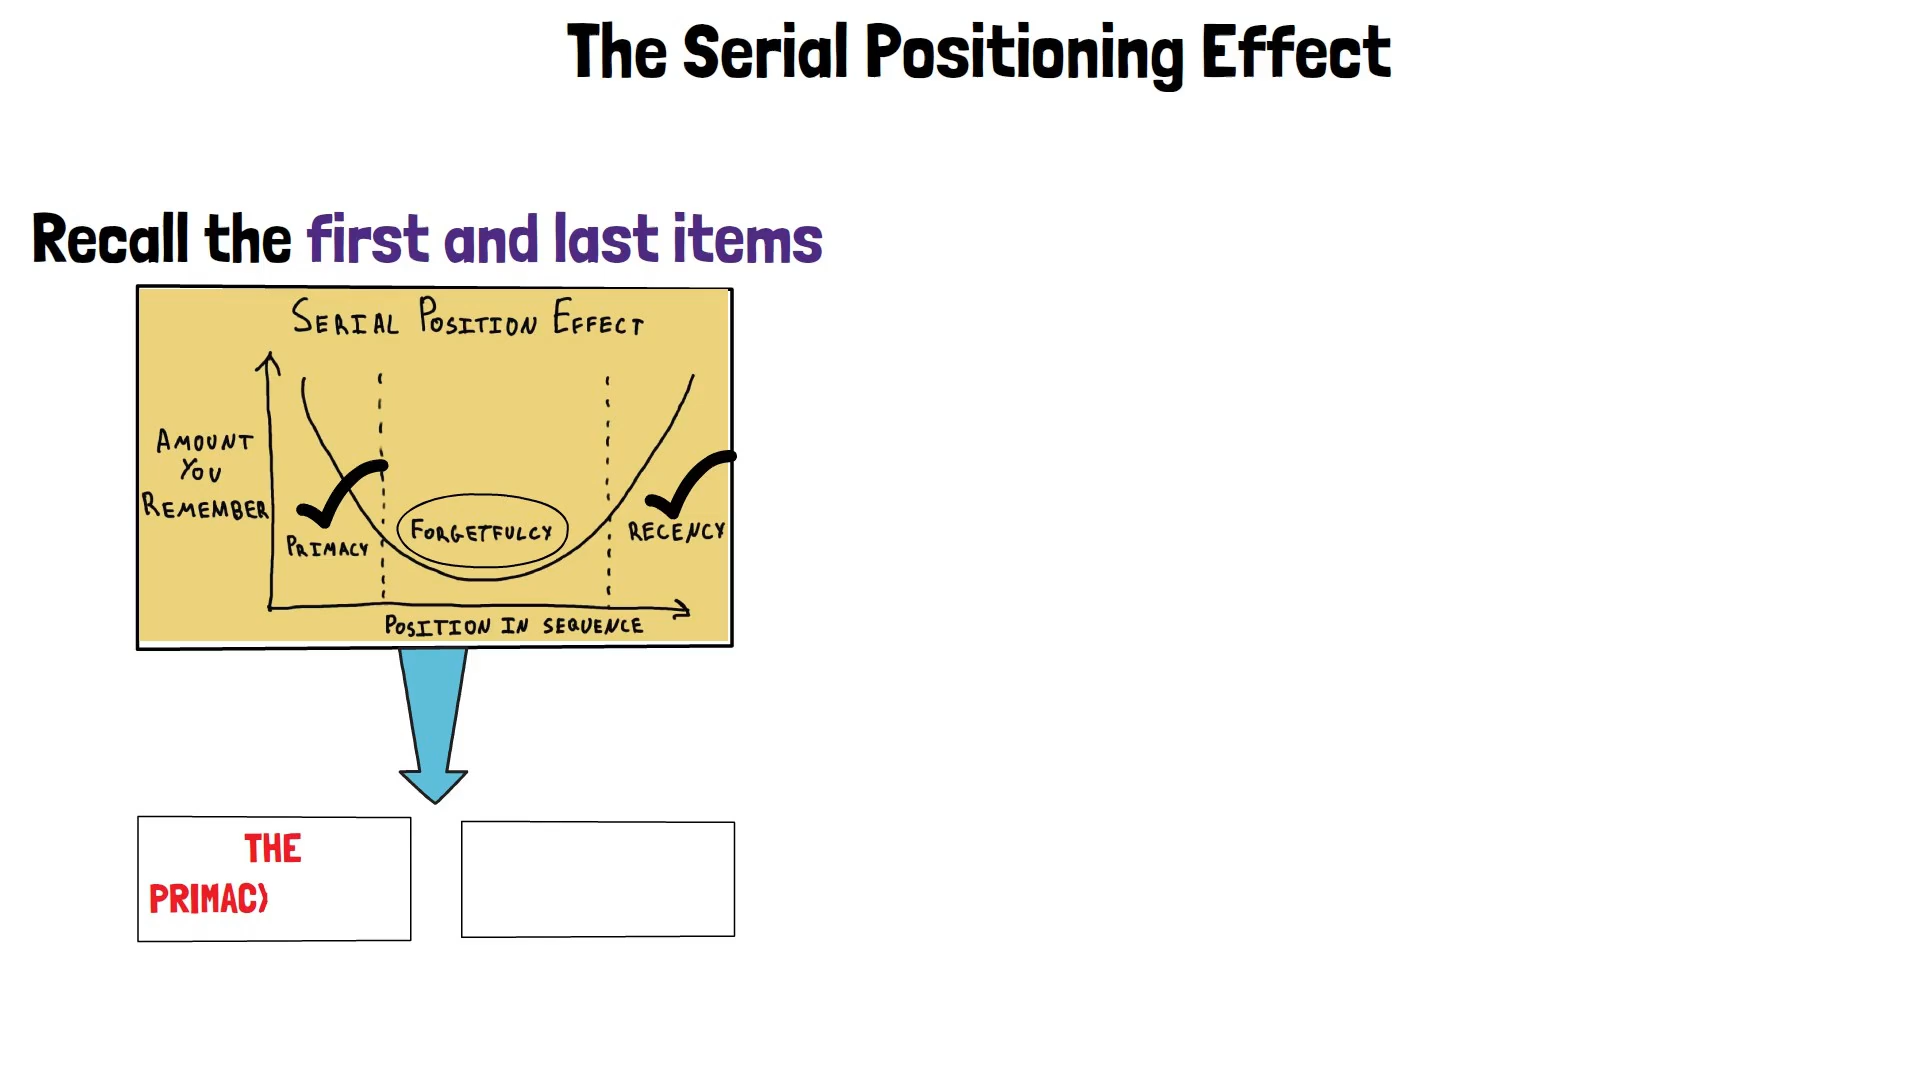 The Serial Positioning Effect
Recall the first and last items
SERIAL POSITION EFFECT
AMOUNT
YOU
REMEMBER
PRIMACY
FORGETFULCY
RECENCY
POSITION IN SEQUENCE
THE